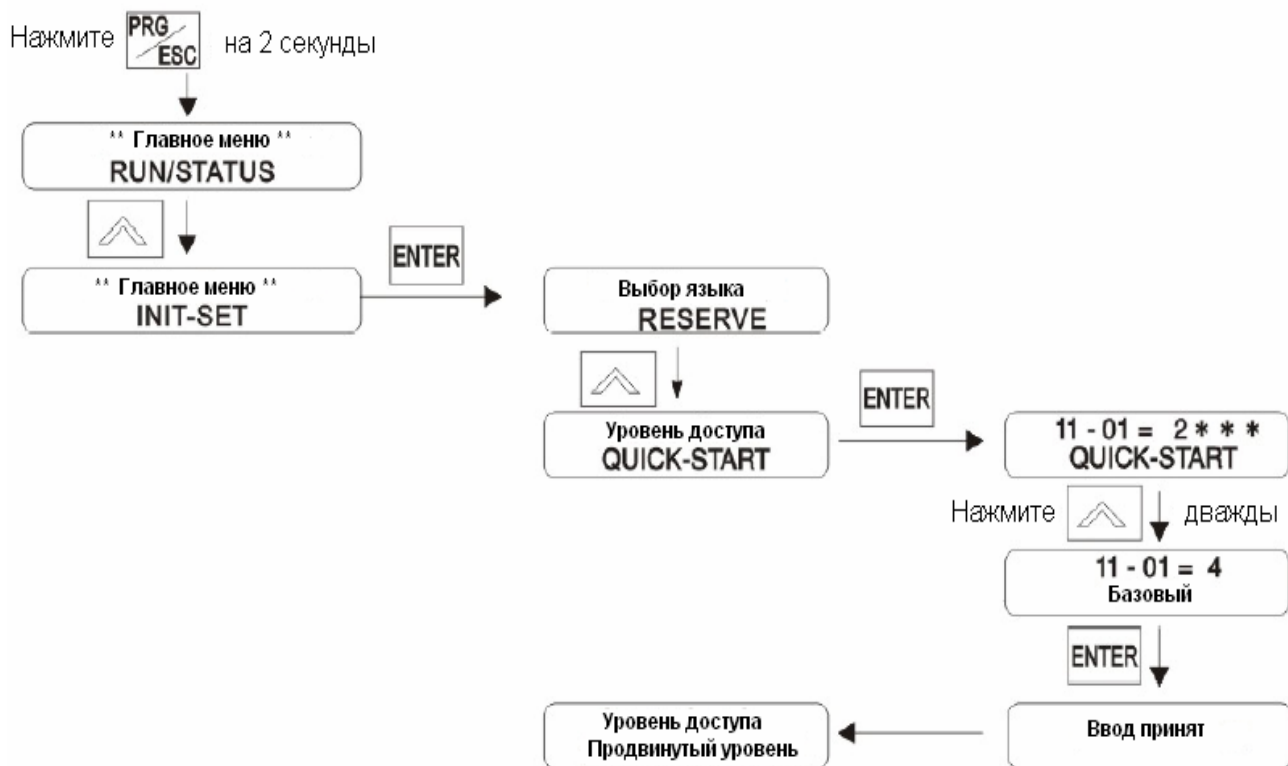 Нажмите PRG/ESC на 2 секунды
** Главное меню **
RUN/STATUS
** Главное меню **
INIT-SET
ENTER
Выбор языка
RESERVE
Уровень доступа
QUICK-START
ENTER
11 - 01 = 2 * * *
QUICK-START
Нажмите дважды
11 - 01 = 4
Базовый
ENTER
Ввод принят
Уровень доступа
Продвинутый уровень